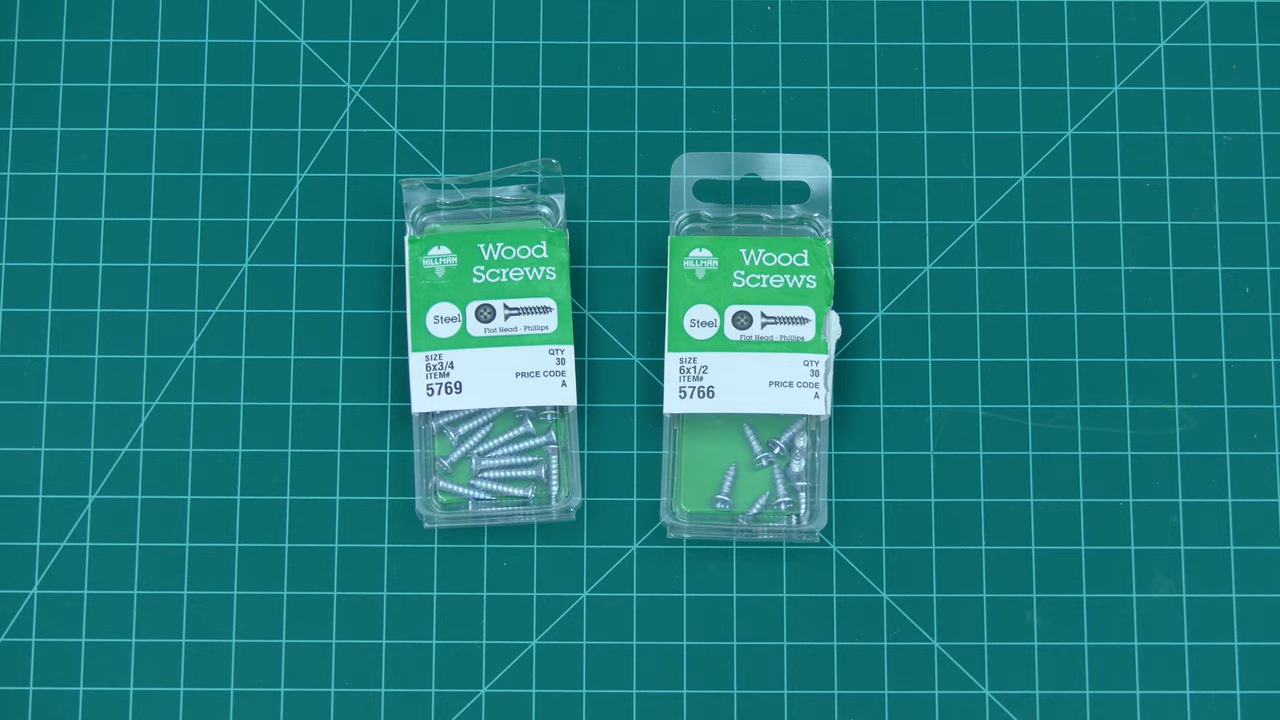 HILLMAN
Wood
Screws
Steel
Flat Head - Phillips
SIZE
6x3/4
ITEM#
5769
QTY
30
PRICE CODE
A
HILLMAN
Wood
Screws
Steel
Flat Head - Phillips
SIZE
6x1/2
ITEM#
5766
QTY
30
PRICE CODE
A